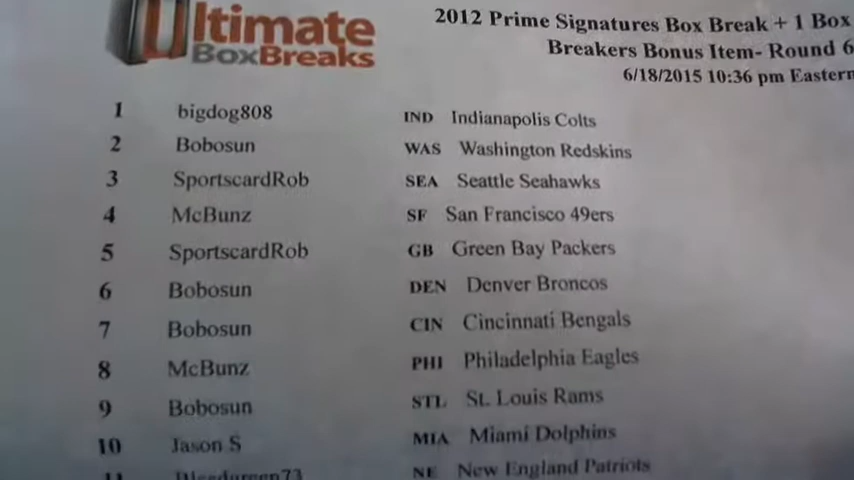 Ultimate
BoxBreaks
2012 Prime Signatures Box Break + 1 Box
Breakers Bonus Item- Round 6
6/18/2015 10:36 pm Eastern
1 bigdog808 IND Indianapolis Colts
2 Bobosun WAS Washington Redskins
3 SportscardRob SEA Seattle Seahawks
4 McBunz SF San Francisco 49ers
5 SportscardRob GB Green Bay Packers
6 Bobosun DEN Denver Broncos
7 Bobosun CIN Cincinnati Bengals
8 McBunz PHI Philadelphia Eagles
9 Bobosun STL St. Louis Rams
10 Jason S MIA Miami Dolphins
11 NE New England Patriots